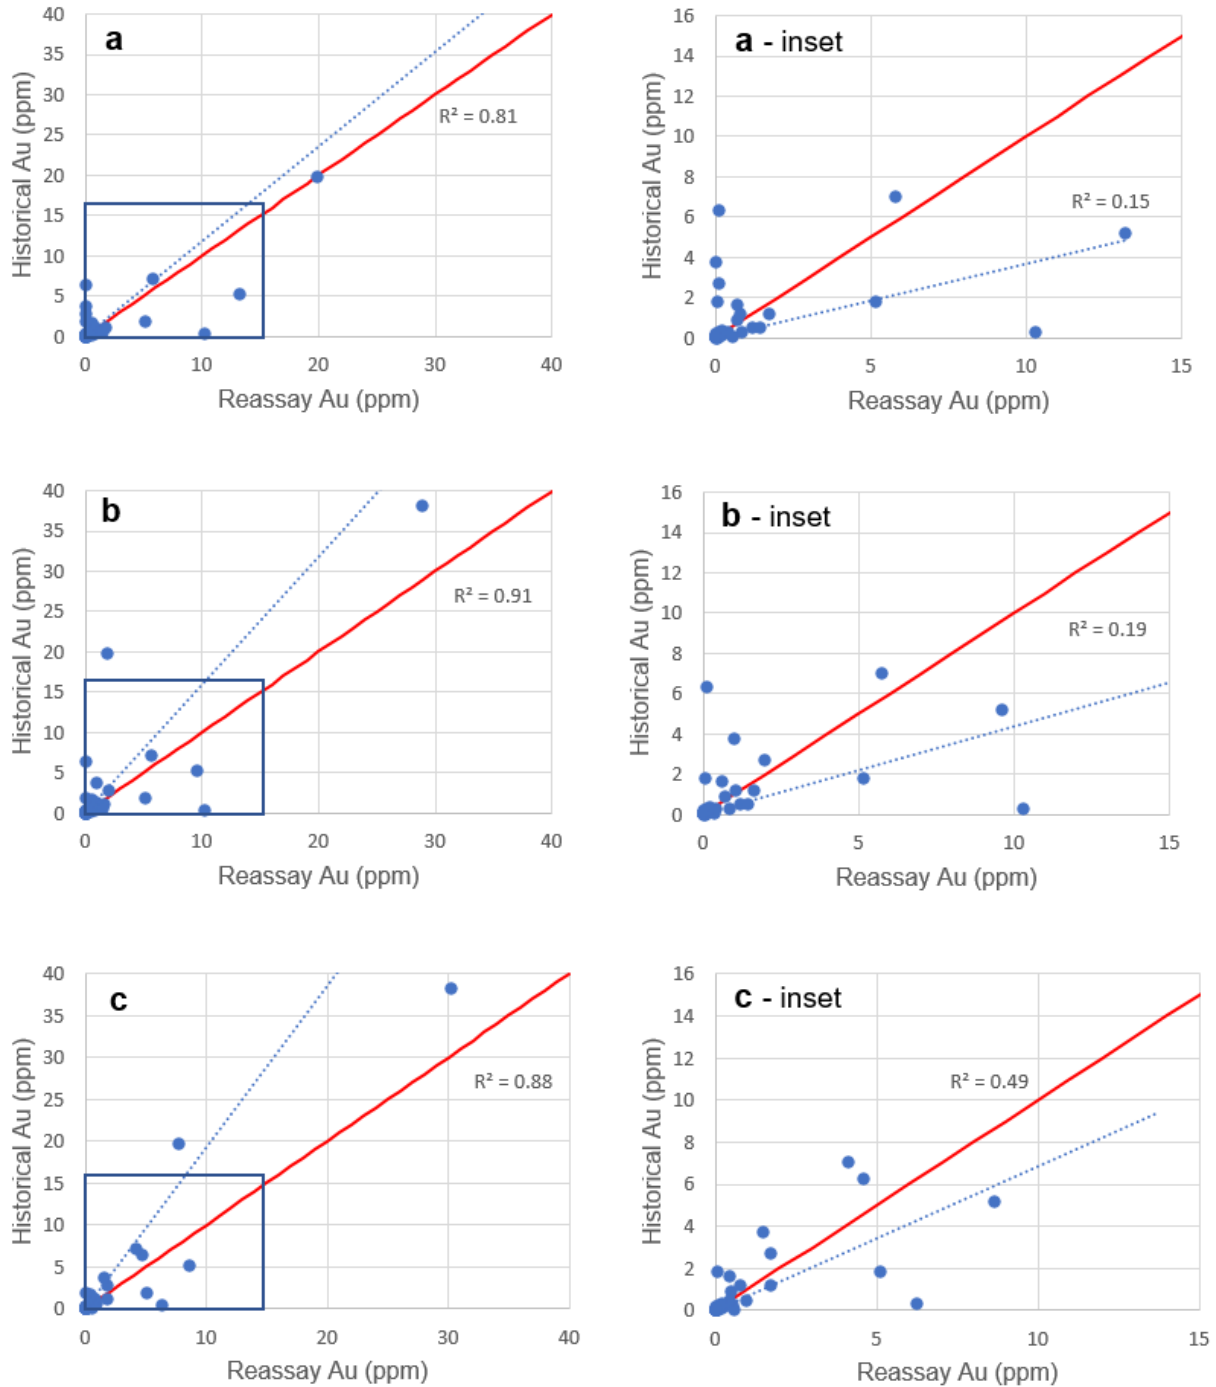 a
40
35
30
25
20
15
10
5
0
Historical Au (ppm)
R² = 0.81
0 10 20 30 40
Reassay Au (ppm)
a - inset
16
14
12
10
8
6
4
2
0
Historical Au (ppm)
R² = 0.15
0 5 10 15
Reassay Au (ppm)
b
40
35
30
25
20
15
10
5
0
Historical Au (ppm)
R² = 0.91
0 10 20 30 40
Reassay Au (ppm)
b - inset
16
14
12
10
8
6
4
2
0
Historical Au (ppm)
R² = 0.19
0 5 10 15
Reassay Au (ppm)
c
40
35
30
25
20
15
10
5
0
Historical Au (ppm)
R² = 0.88
0 10 20 30 40
Reassay Au (ppm)
c - inset
16
14
12
10
8
6
4
2
0
Historical Au (ppm)
R² = 0.49
0 5 10 15
Reassay Au (ppm)